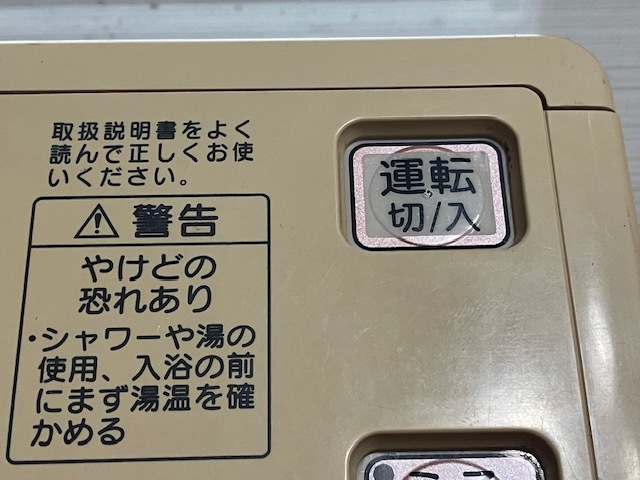 取扱説明書をよく
読んで正しくお使
いください。
警告
やけどの
恐れあり
・シャワーや湯の
使用、入浴の前
にまず湯温を確
かめる
運転
切/入